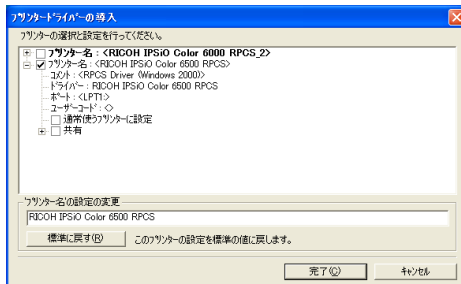 プリンタードライバーの導入
プリンターの選択と設定を行ってください。
プリンター名 : <RICOH IPSiO Color 6000 RPCS_2>
プリンター名 : <RICOH IPSiO Color 6500 RPCS>
コメント : <RPCS Driver (Windows 2000)>
ドライバー : RICOH IPSiO Color 6500 RPCS
ポート : <LPT1:>
ユーザーコード : <>
通常使うプリンターに設定
共有
'プリンター名'の設定の変更
RICOH IPSiO Color 6500 RPCS
標準に戻す(R) このプリンターの設定を標準の値に戻します。
完了(C) キャンセル